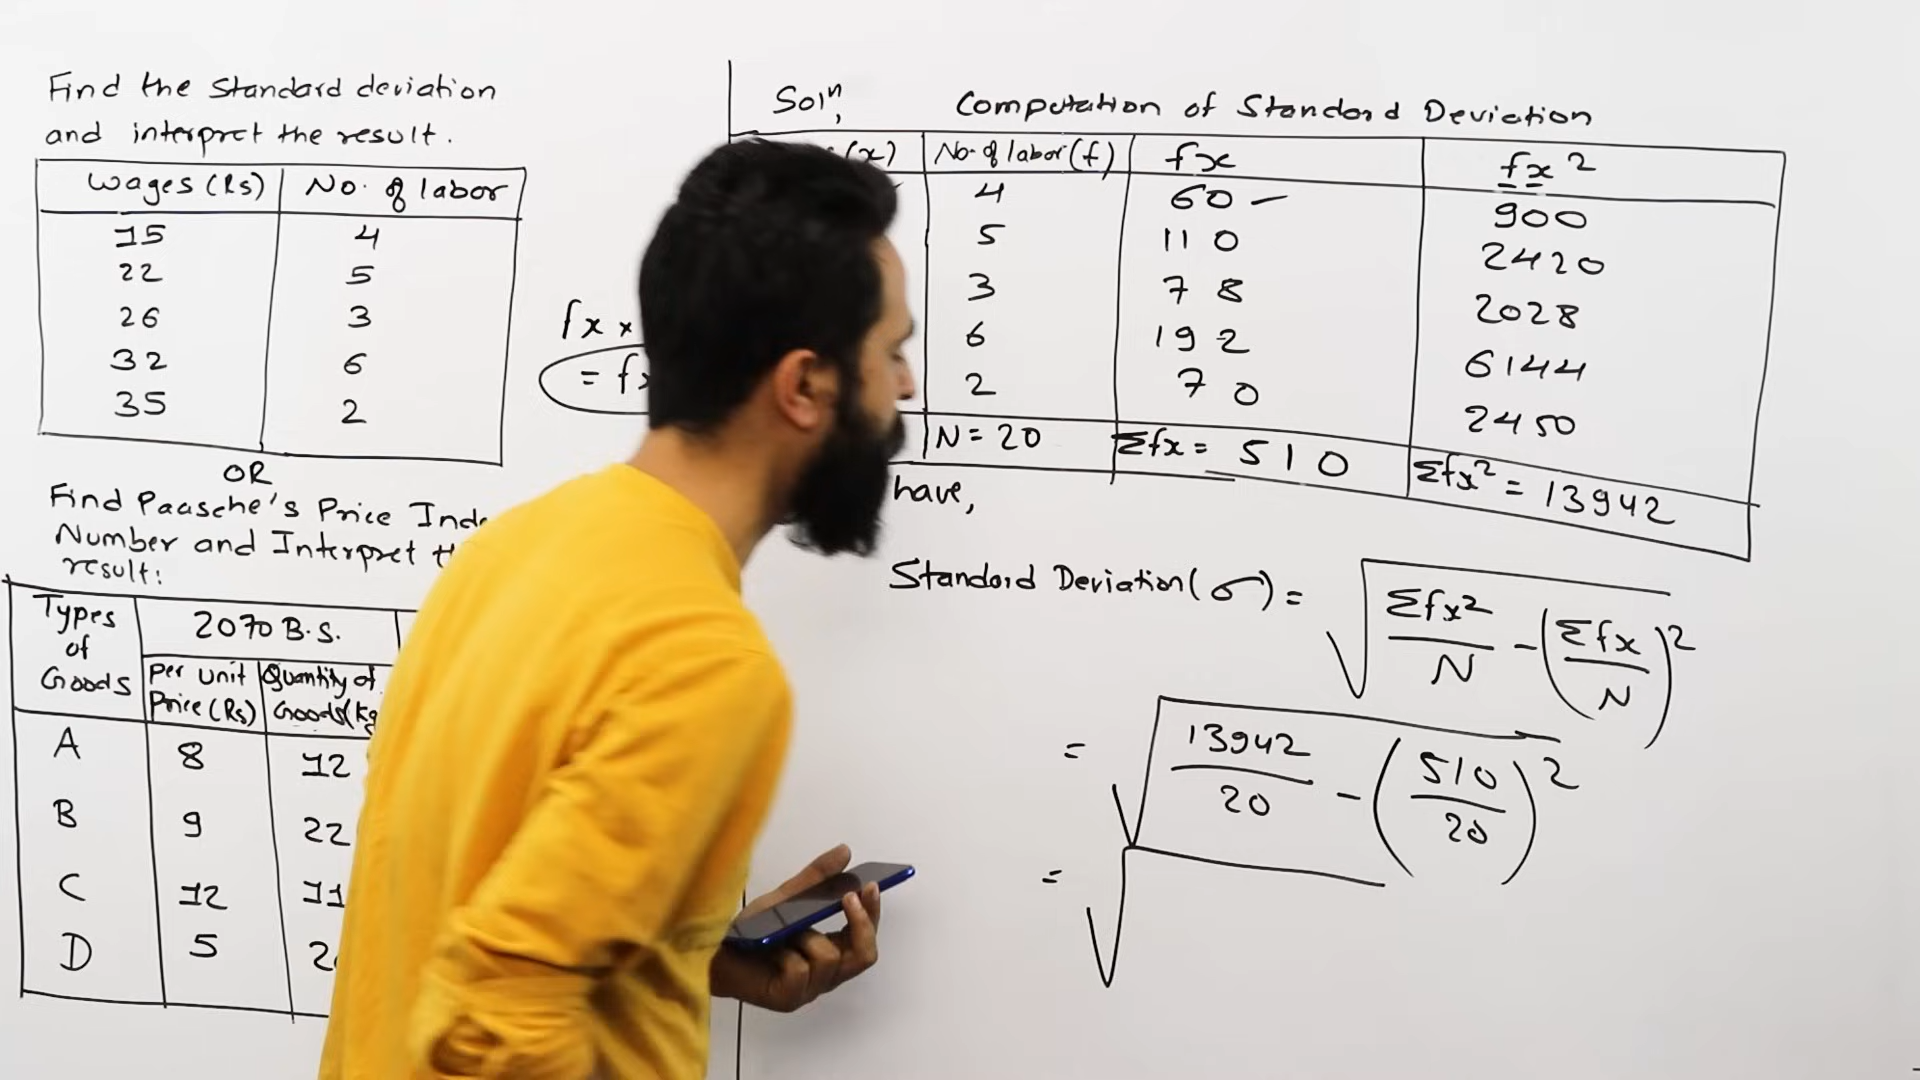 Find the Standard deviation
and interpret the result.
Wages (Rs) No. of labor
15 4
22 5
26 3
32 6
35 2
OR
Find Paasche's Price
Number and Interpret
result:
Types of Goods 2070 B.S.
Per unit Price (Rs) Quantity of Goods (kg
A 8 12
B 9 22
C 12 11
D 5
fx ×
=
Solⁿ,
Computation of Standard Deviation
(x) No. of labor (f) fx fx²
4 60 900
5 110 2420
3 78 2028
6 192 6144
2 70 2450
N = 20 Σfx = 510 Σfx² = 13942
have,
Standard Deviation (σ) = √ Σfx²/N - (Σfx/N)²
= √ 13942/20 - (510/20)²
= √